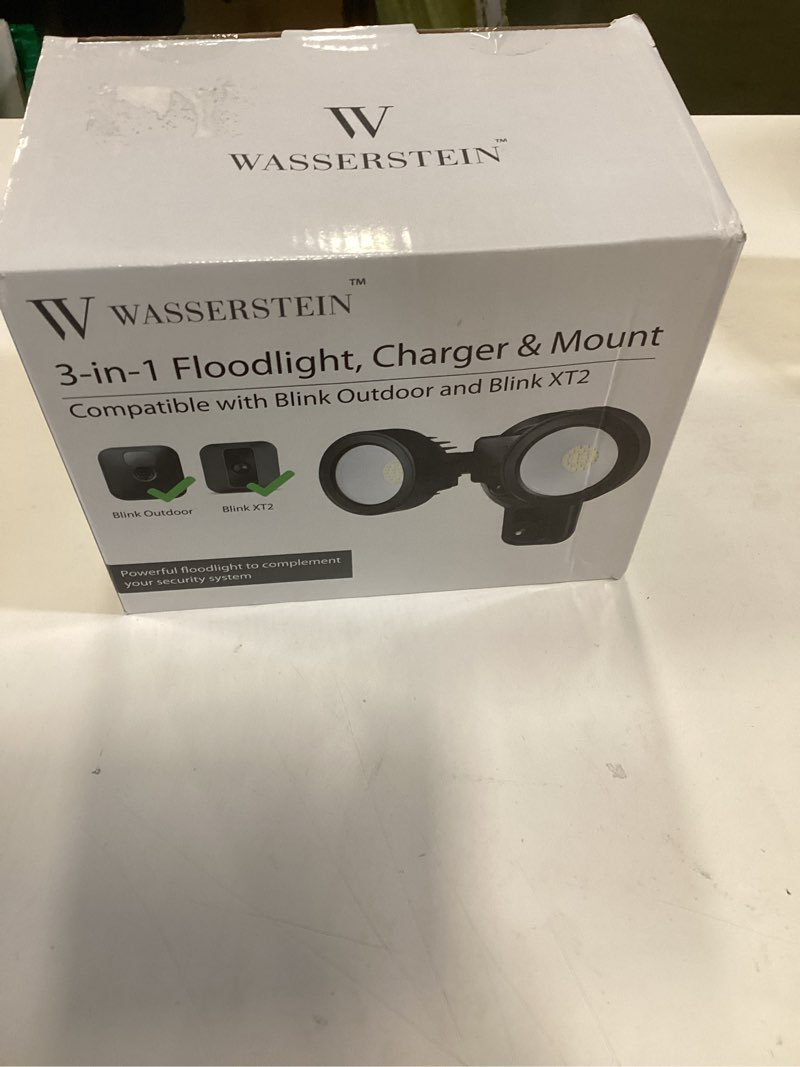 W
WASSERSTEIN™
W WASSERSTEIN™
3-in-1 Floodlight, Charger & Mount
Compatible with Blink Outdoor and Blink XT2
Blink Outdoor
Blink XT2
Powerful floodlight to complement
your security system